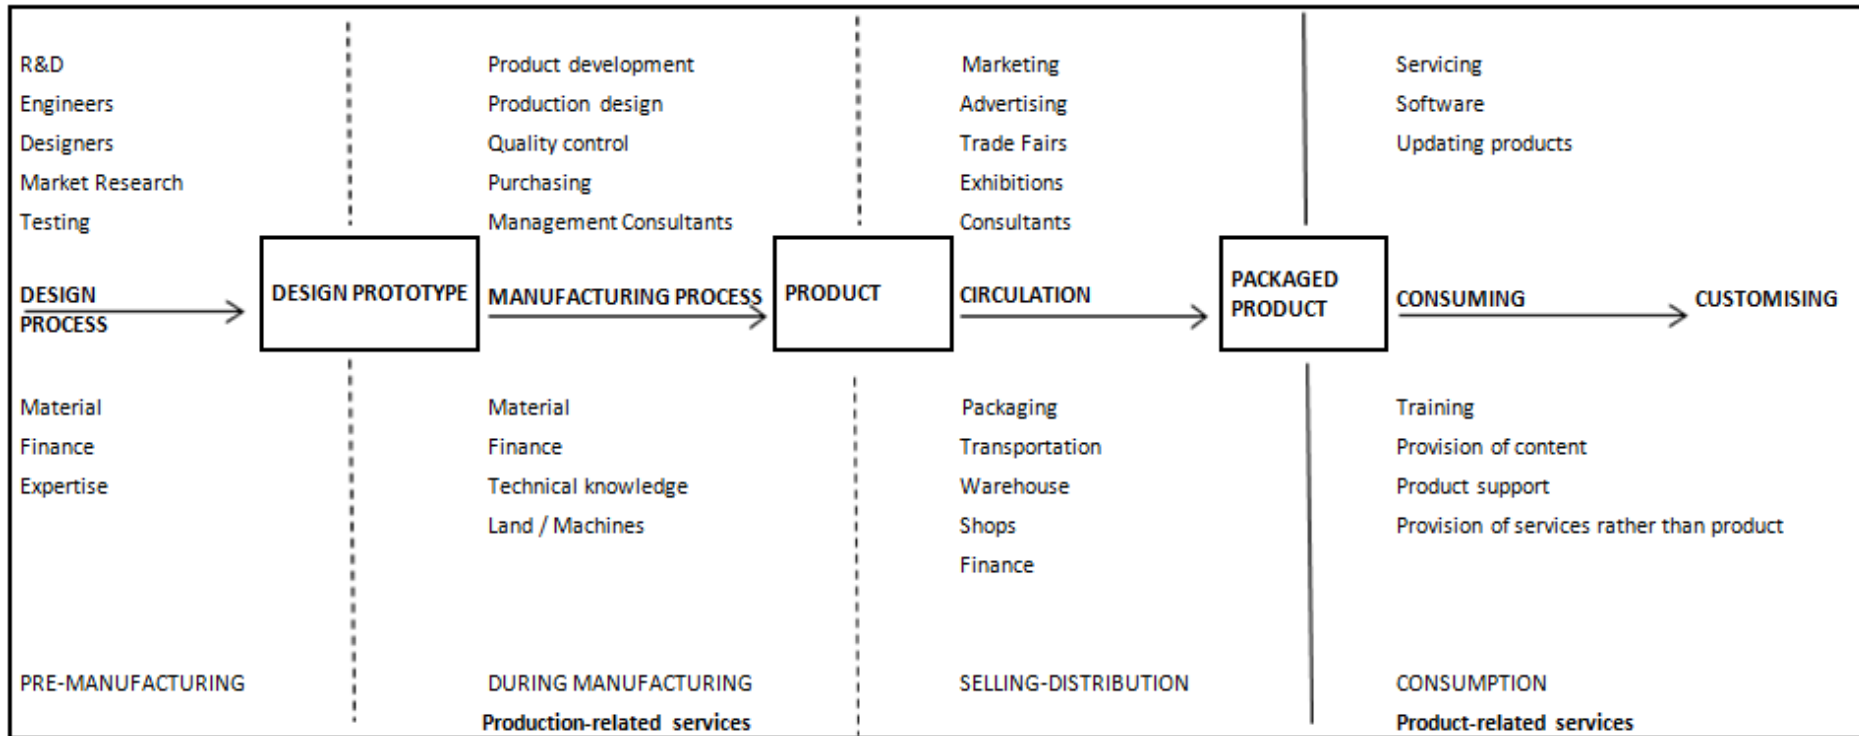 R&D
Engineers
Designers
Market Research
Testing
Product development
Production design
Quality control
Purchasing
Management Consultants
Marketing
Advertising
Trade Fairs
Exhibitions
Consultants
Servicing
Software
Updating products
DESIGN
PROCESS
DESIGN PROTOTYPE
MANUFACTURING PROCESS
PRODUCT
CIRCULATION
PACKAGED
PRODUCT
CONSUMING
CUSTOMISING
Material
Finance
Expertise
Material
Finance
Technical knowledge
Land / Machines
Packaging
Transportation
Warehouse
Shops
Finance
Training
Provision of content
Product support
Provision of services rather than product
PRE-MANUFACTURING
DURING MANUFACTURING
Production-related services
SELLING-DISTRIBUTION
CONSUMPTION
Product-related services